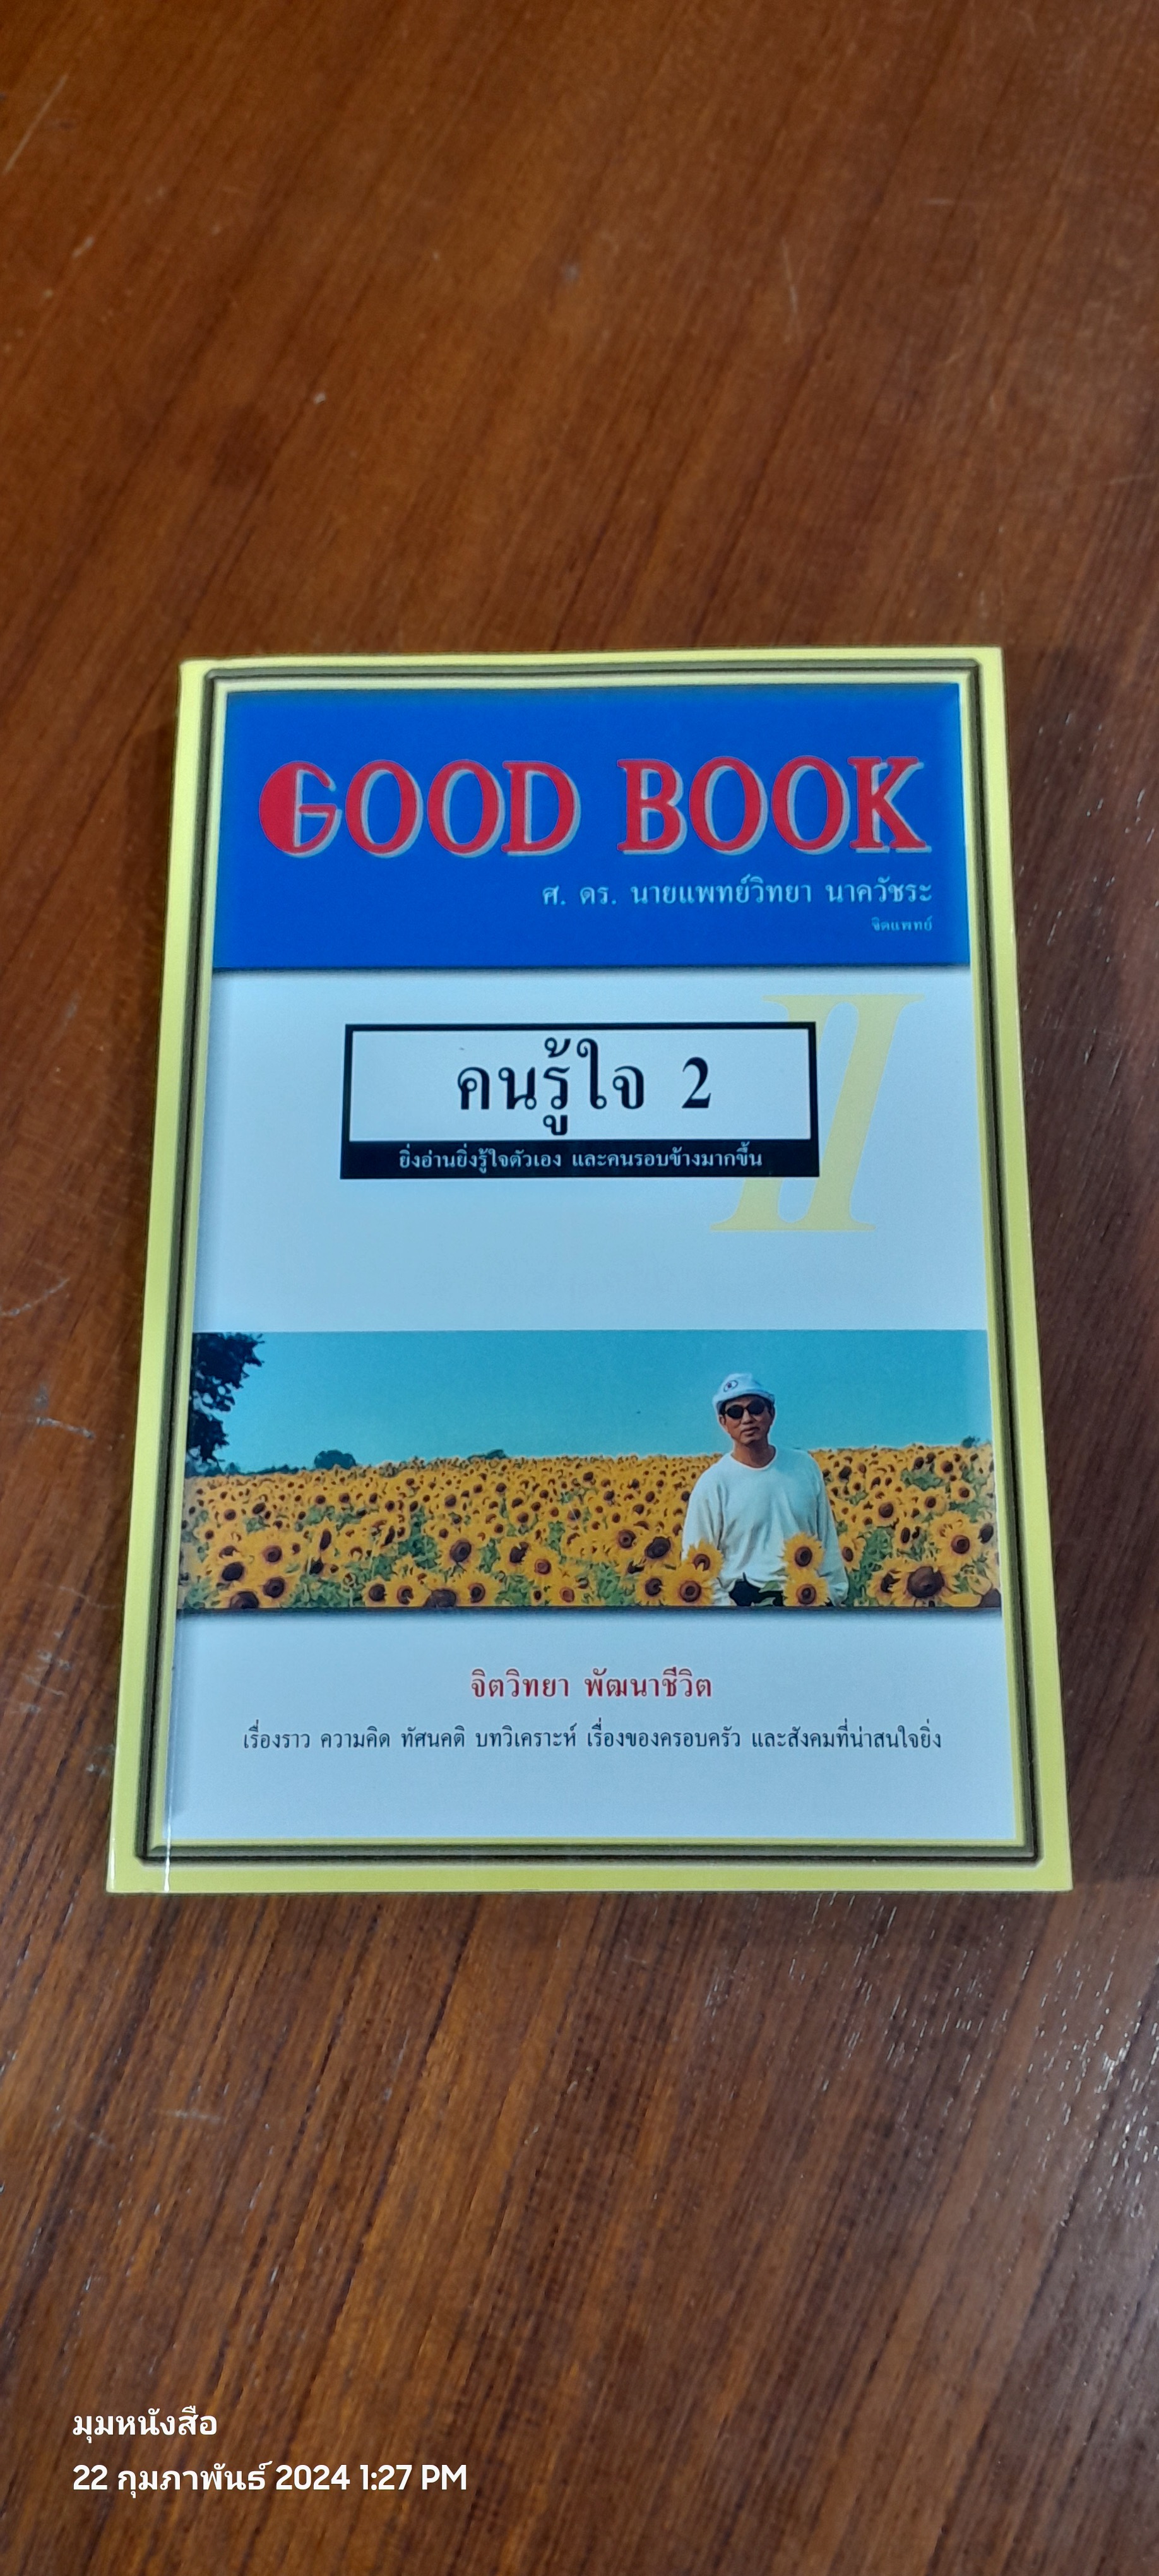 GOOD BOOK
ศ. ดร. นายแพทย์วิทยา นาควัชระ
จิตแพทย์
II
คนรู้ใจ 2
ยิ่งอ่านยิ่งรู้ใจตัวเอง และคนรอบข้างมากขึ้น
จิตวิทยา พัฒนาชีวิต
เรื่องราว ความคิด ทัศนคติ บทวิเคราะห์ เรื่องของครอบครัว และสังคมที่น่าสนใจยิ่ง
มุมหนังสือ
22 กุมภาพันธ์ 2024 1:27 PM